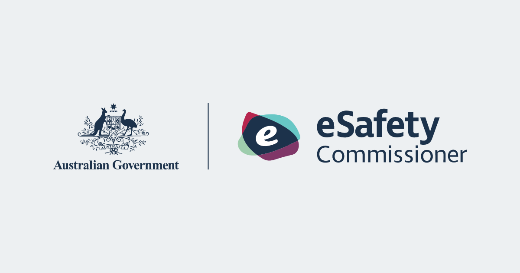 Australian Government
e
eSafety
Commissioner